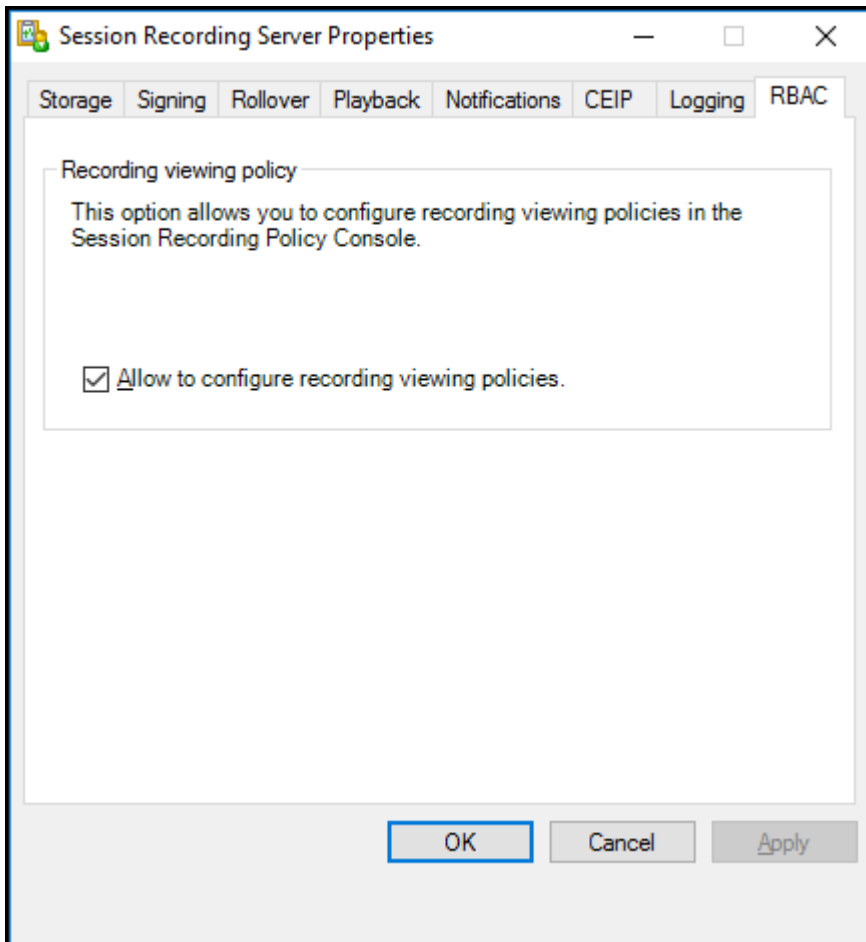 Session Recording Server Properties
Storage Signing Rollover Playback Notifications CEIP Logging RBAC
Recording viewing policy
This option allows you to configure recording viewing policies in the
Session Recording Policy Console.
Allow to configure recording viewing policies.
OK Cancel Apply